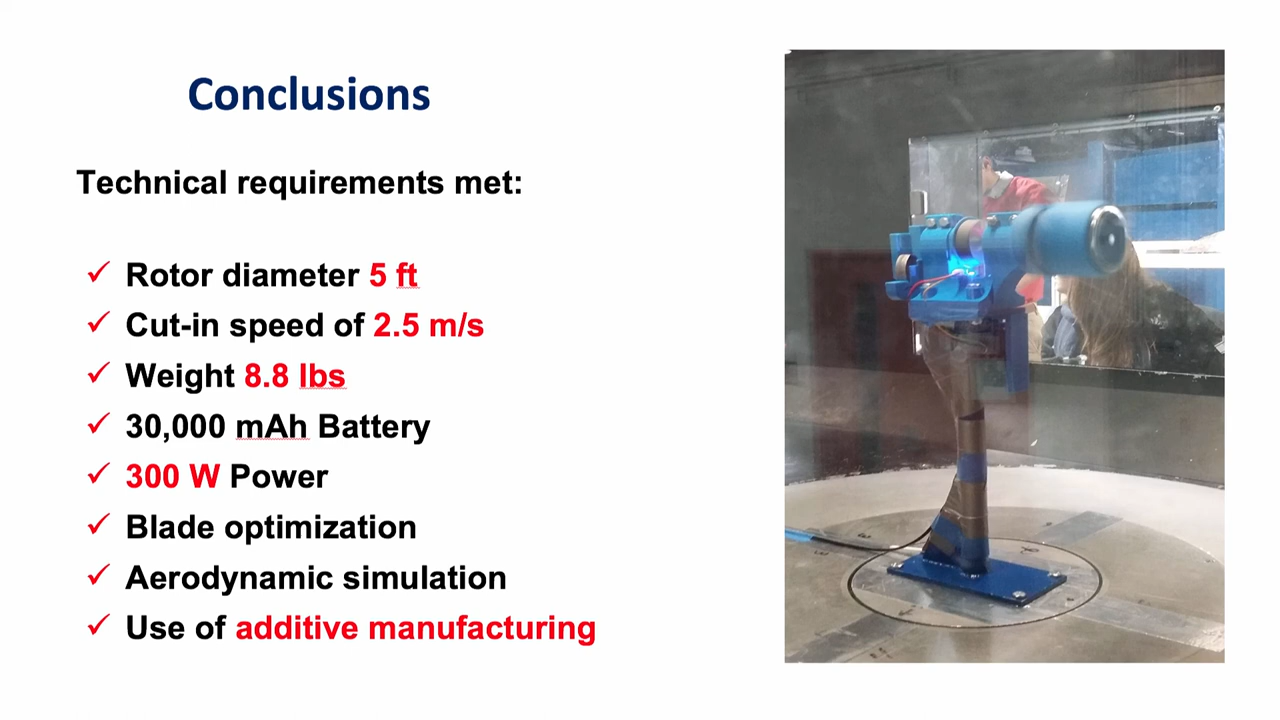 Conclusions
Technical requirements met:
✓ Rotor diameter 5 ft
✓ Cut-in speed of 2.5 m/s
✓ Weight 8.8 lbs
✓ 30,000 mAh Battery
✓ 300 W Power
✓ Blade optimization
✓ Aerodynamic simulation
✓ Use of additive manufacturing